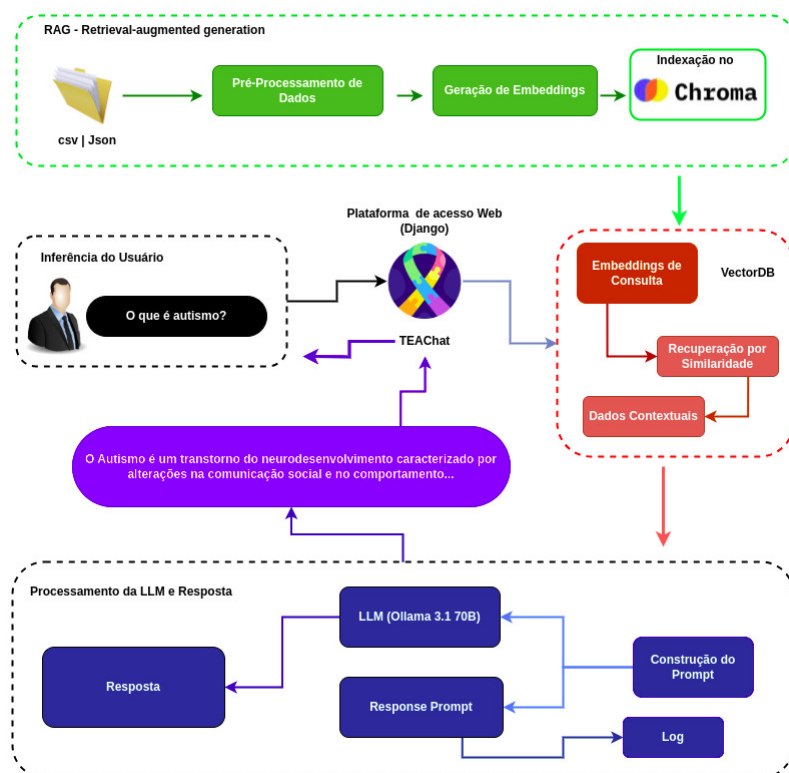 RAG - Retrieval-augmented generation
csv | Json
Pré-Processamento de
Dados
Geração de Embeddings
Indexação no
Chroma
Plataforma de acesso Web
(Django)
TEAChat
Inferência do Usuário
O que é autismo?
VectorDB
Embeddings de
Consulta
Recuperação por
Similaridade
Dados Contextuais
O Autismo é um transtorno do neurodesenvolvimento caracterizado por
alterações na comunicação social e no comportamento...
Processamento da LLM e Resposta
LLM (Ollama 3.1 70B)
Construção do
Prompt
Resposta
Response Prompt
Log